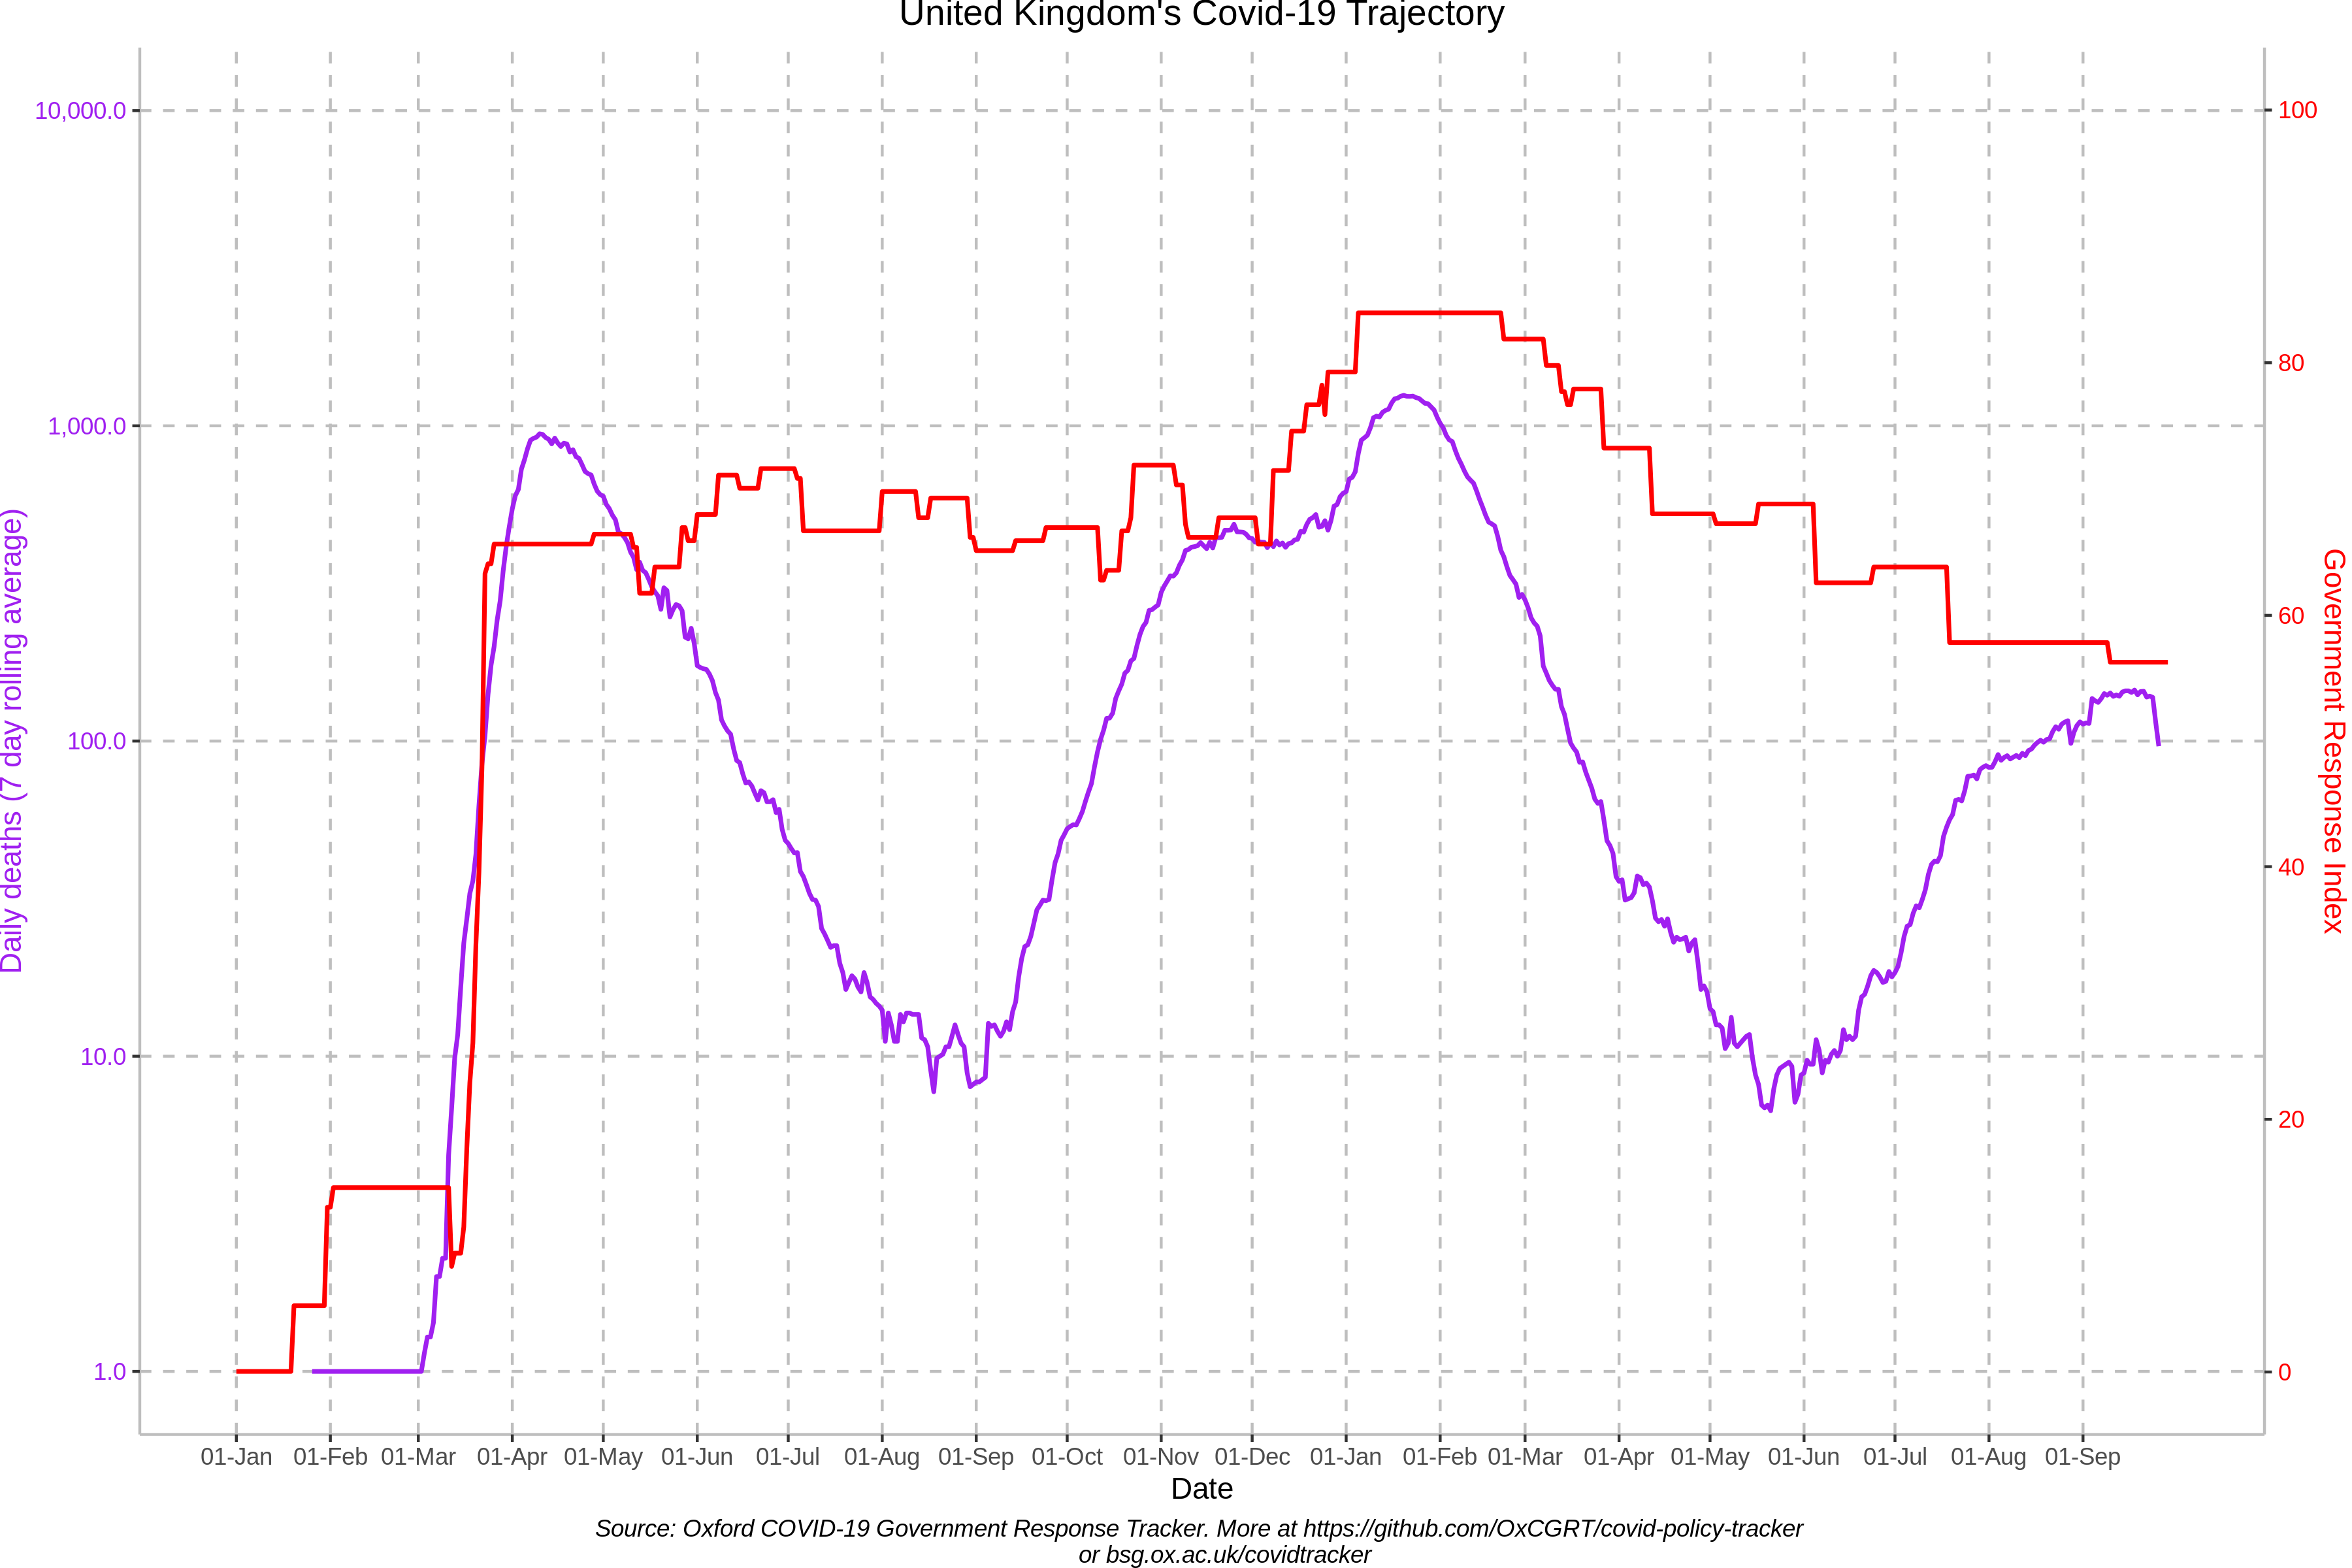 United Kingdom's Covid-19 Trajectory
10,000.0
1,000.0
100.0
10.0
1.0
Daily deaths (7 day rolling average)
100
80
60
40
20
0
Government Response Index
01-Jan 01-Feb 01-Mar 01-Apr 01-May 01-Jun 01-Jul 01-Aug 01-Sep 01-Oct 01-Nov 01-Dec 01-Jan 01-Feb 01-Mar 01-Apr 01-May 01-Jun 01-Jul 01-Aug 01-Sep
Date
Source: Oxford COVID-19 Government Response Tracker. More at https://github.com/OxCGRT/covid-policy-tracker
or bsg.ox.ac.uk/covidtracker